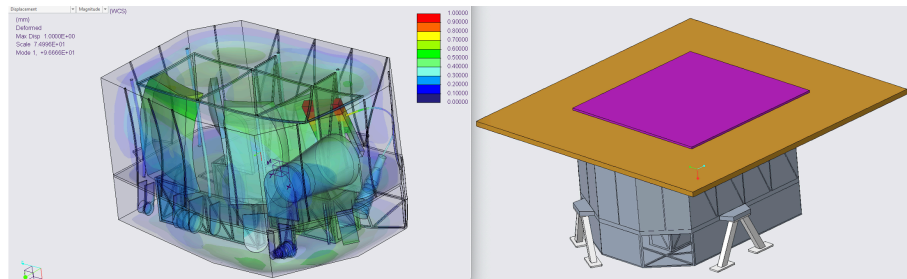 Displacement Magnitude (WCS)
(mm)
Deformed
Max Disp 1.0000E+00
Scale 7.4996E+01
Mode 1, +9.6666E+01
1.00000
0.90000
0.80000
0.70000
0.60000
0.50000
0.40000
0.30000
0.20000
0.10000
0.00000